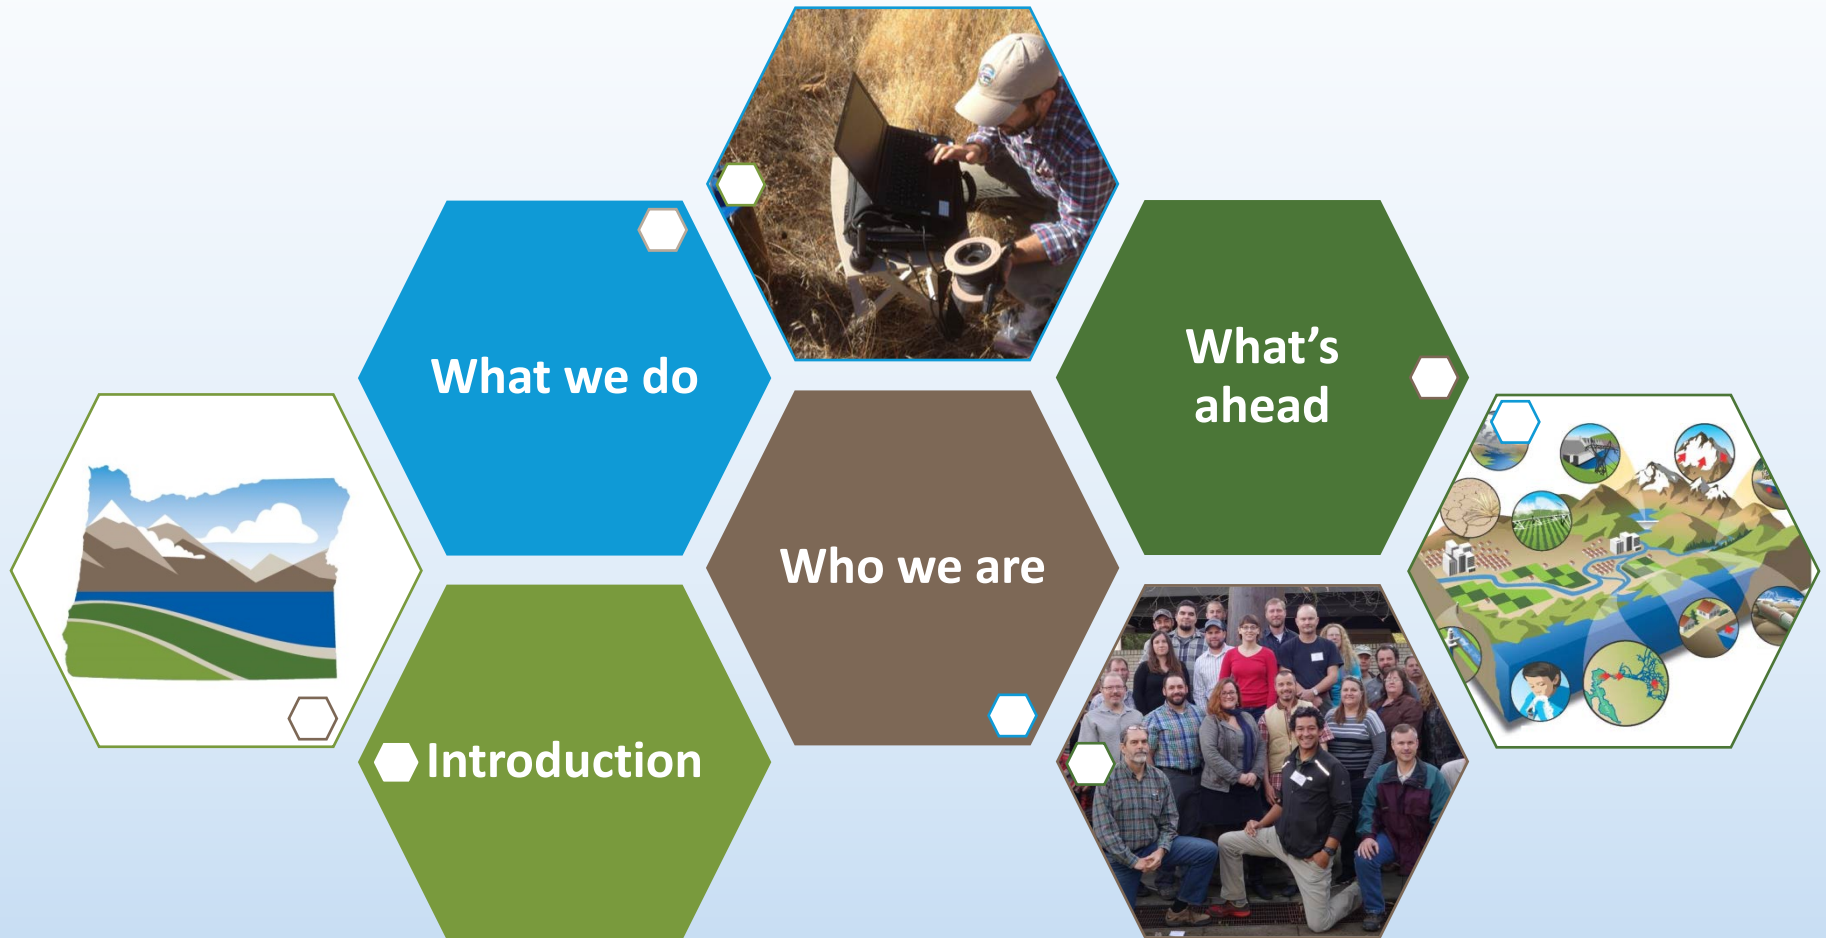 What we do
What's
ahead
Who we are
Introduction